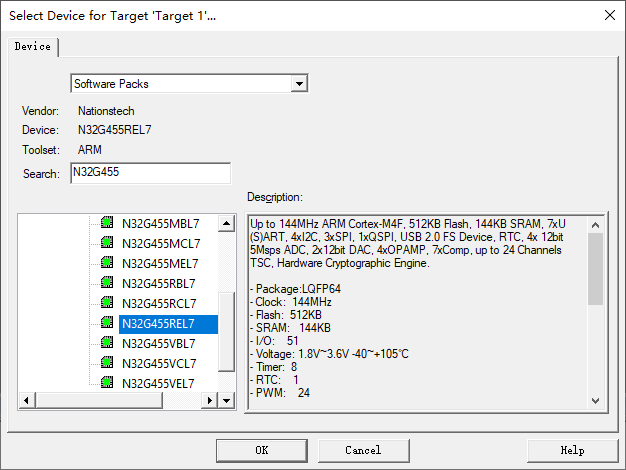 Select Device for Target 'Target 1'...
Device
Software Packs
Vendor: Nationstech
Device: N32G455REL7
Toolset: ARM
Search: N32G455
Description:
N32G455MBL7
N32G455MCL7
N32G455MEL7
N32G455RBL7
N32G455RCL7
N32G455REL7
N32G455VBL7
N32G455VCL7
N32G455VEL7
Up to 144MHz ARM Cortex-M4F, 512KB Flash, 144KB SRAM, 7xU
(S)ART, 4xI2C, 3xSPI, 1xQSPI, USB 2.0 FS Device, RTC, 4x 12bit
5Msps ADC, 2x12bit DAC, 4xOPAMP, 7xComp, up to 24 Channels
TSC, Hardware Cryptographic Engine.
- Package:LQFP64
- Clock: 144MHz
- Flash: 512KB
- SRAM: 144KB
- I/O: 51
- Voltage: 1.8V~3.6V -40~+105℃
- Timer: 8
- RTC: 1
- PWM: 24
OK
Cancel
Help